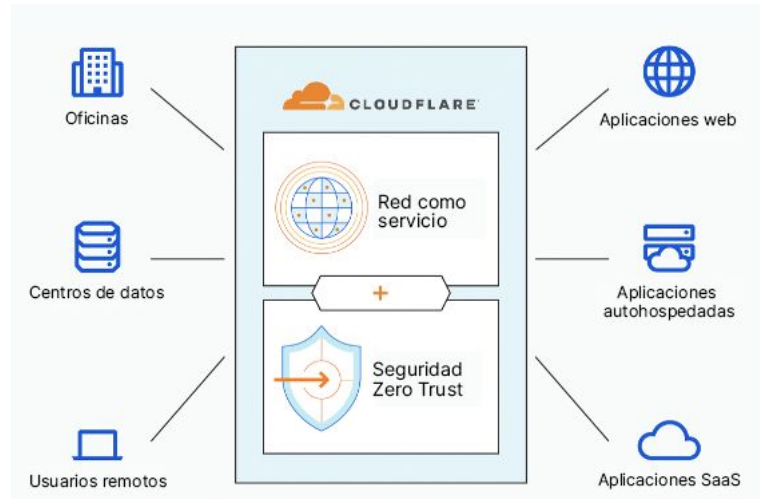 CLOUDFLARE
Oficinas
Aplicaciones web
Red como
servicio
Centros de datos
+
Aplicaciones
autohospedadas
Seguridad
Zero Trust
Usuarios remotos
Aplicaciones SaaS